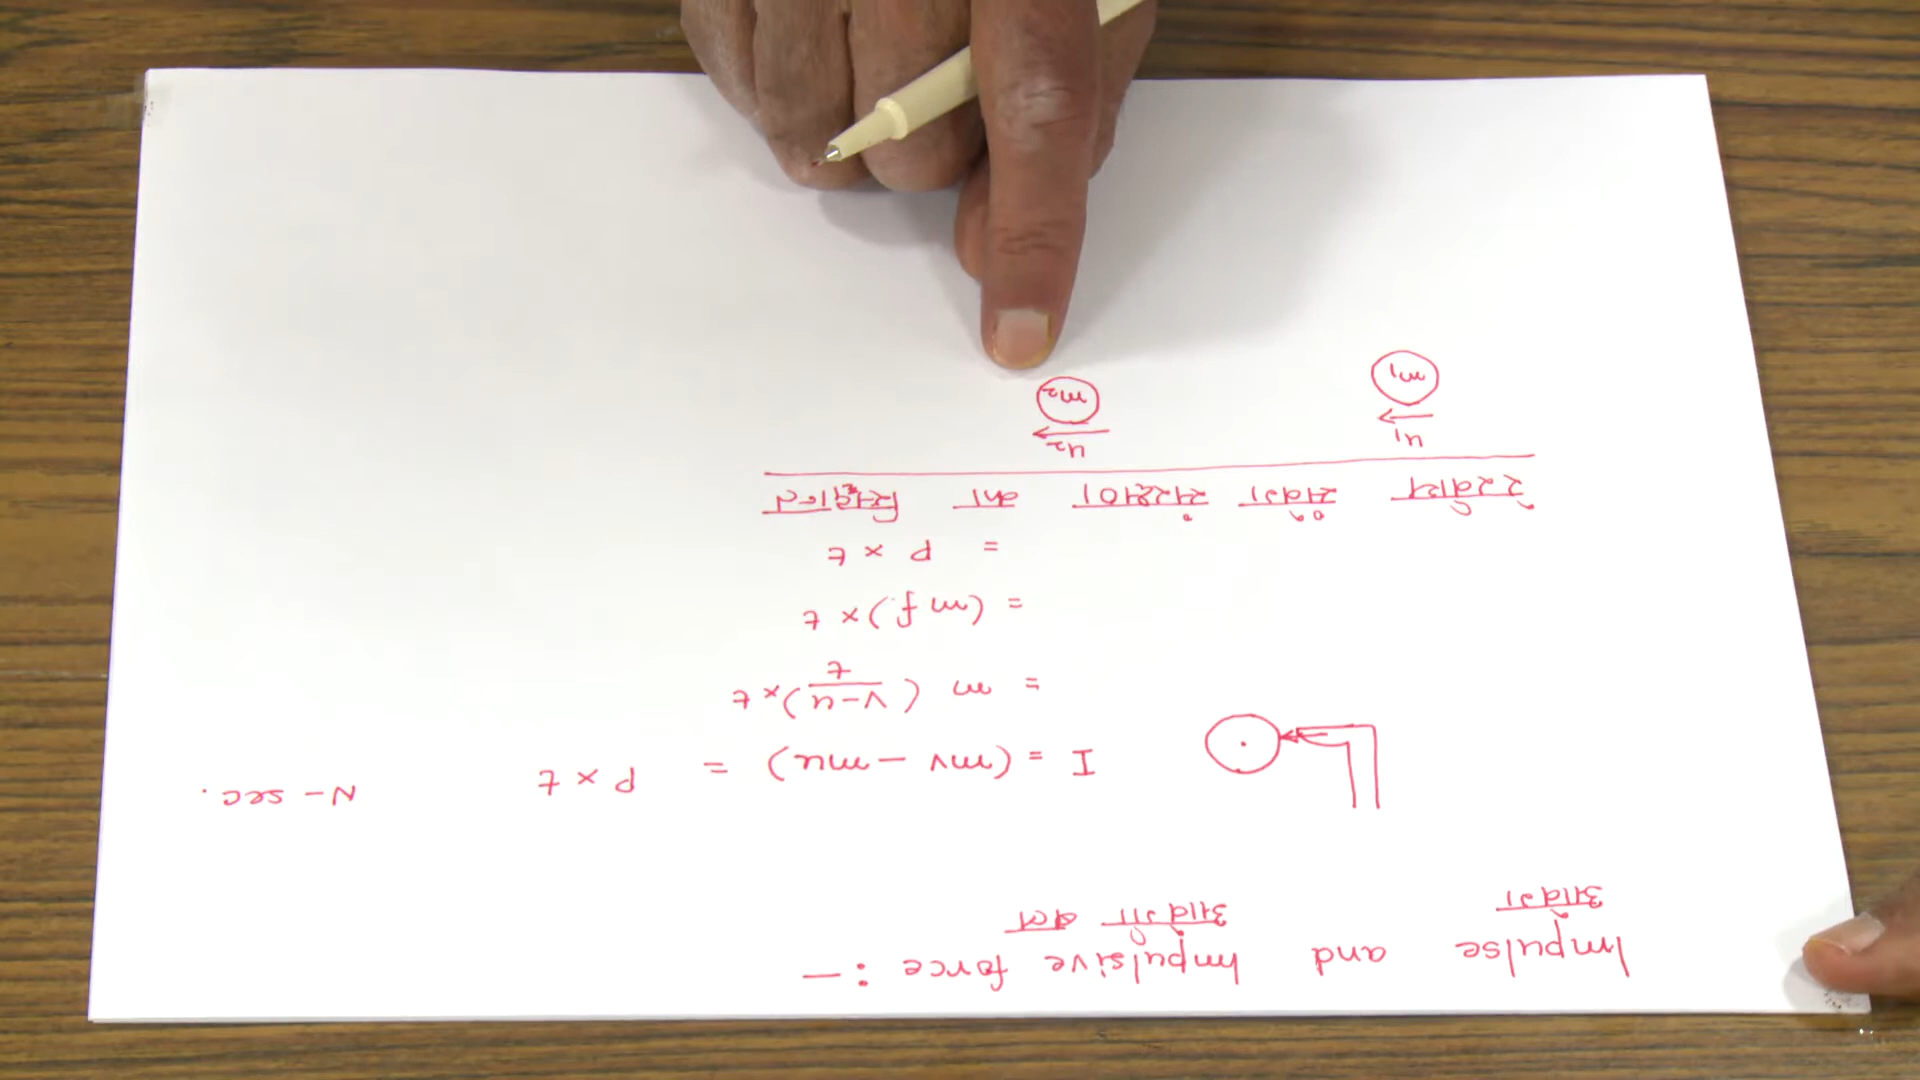 Impulse and Impulsive force :—
आवेग आवेगी बल
I = (mv - mu) = P × t N - sec.
= m (v-u/t) × t
= (m f) × t
= P × t
रेखीय संवेग संरक्षण का सिद्धान्त
u₁ u₂
m₁ m₂